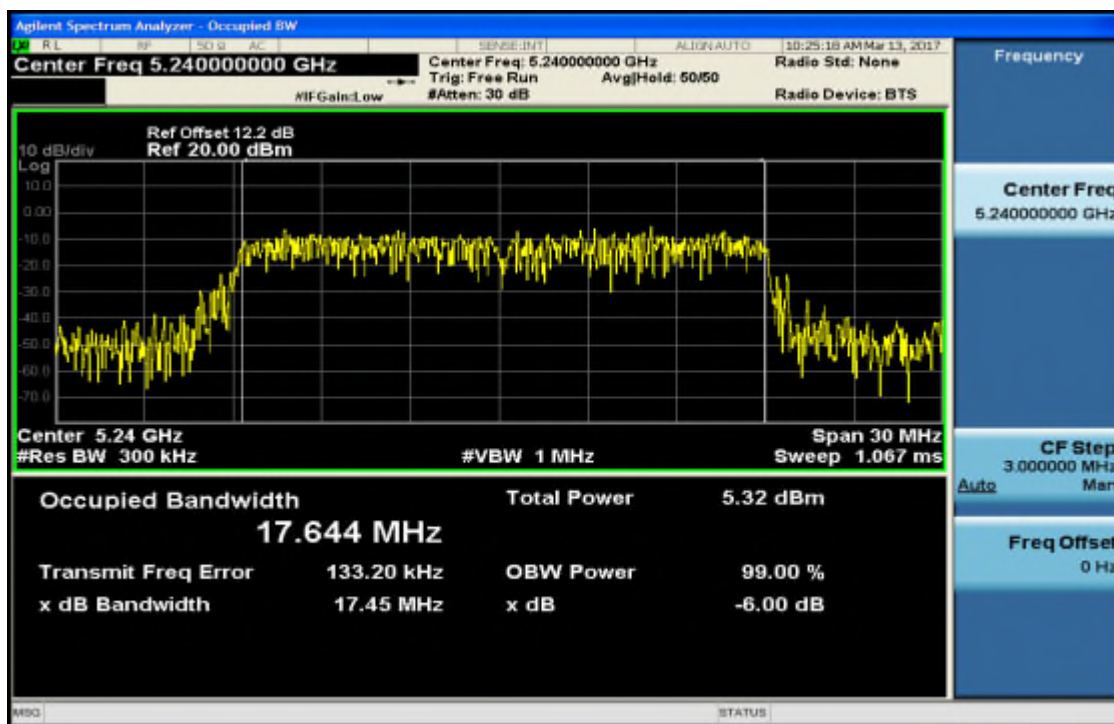 Agilent Spectrum Analyzer - Occupied BW
LXI RL RF 50 Ω AC SENSE:INT ALIGN AUTO 10:25:18 AM Mar 13, 2017
Center Freq 5.240000000 GHz
Center Freq: 5.240000000 GHz
Radio Std: None
Trig: Free Run Avg|Hold: 50/50
#IFGain:Low #Atten: 30 dB Radio Device: BTS
Ref Offset 12.2 dB
10 dB/div Ref 20.00 dBm
Log
10.0
0.00
-10.0
-20.0
-30.0
-40.0
-50.0
-60.0
-70.0
Center 5.24 GHz Span 30 MHz
#Res BW 300 kHz #VBW 1 MHz Sweep 1.067 ms
Occupied Bandwidth Total Power 5.32 dBm
17.644 MHz
Transmit Freq Error 133.20 kHz OBW Power 99.00 %
x dB Bandwidth 17.45 MHz x dB -6.00 dB
MSG STATUS
Frequency
Center Freq
5.240000000 GHz
CF Step
3.000000 MHz
Auto Man
Freq Offset
0 Hz